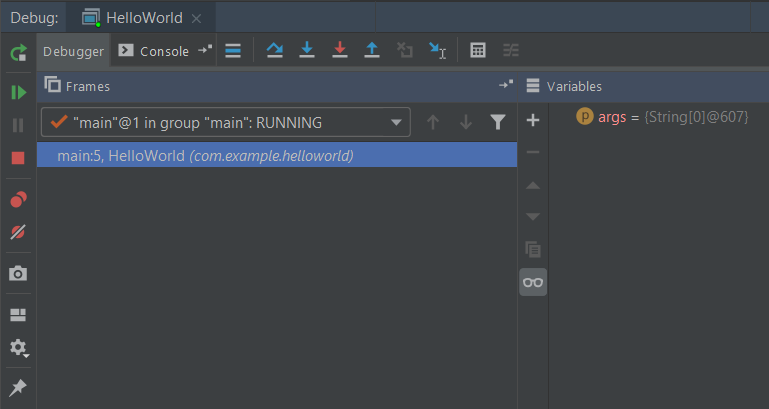 Debug: HelloWorld
Debugger Console
Frames Variables
"main"@1 in group "main": RUNNING
p args = {String[0]@607}
main:5, HelloWorld (com.example.helloworld)